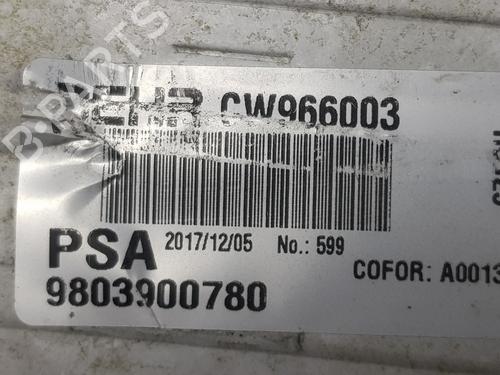 CW966003
PSA 2017/12/05 No.: 599
COFOR: A0013
9803900780
B-PARTS